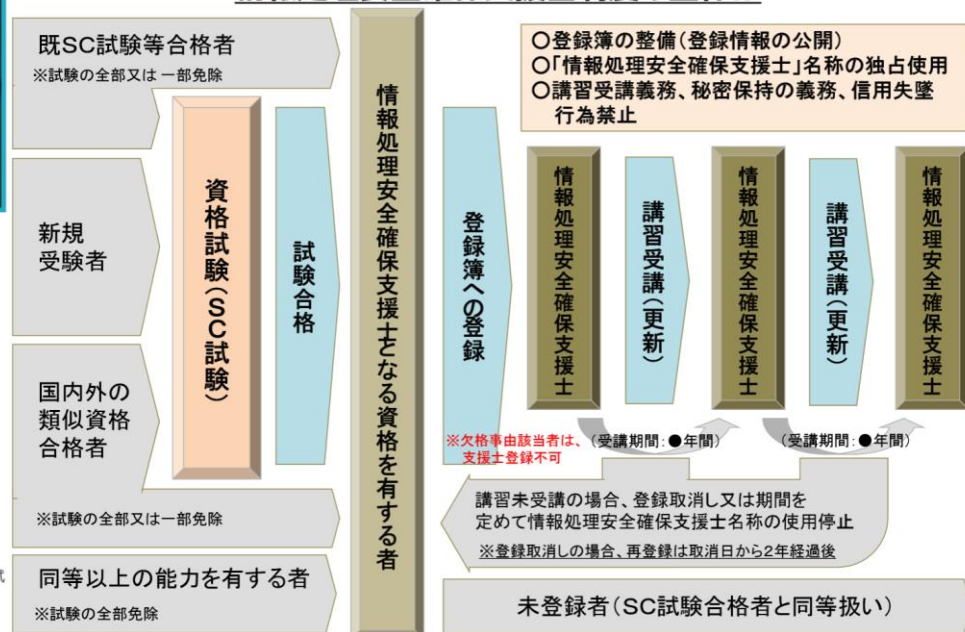 既SC試験等合格者
※試験の全部又は一部免除
新規
受験者
国内外の
類似資格
合格者
※試験の全部又は一部免除
同等以上の能力を有する者
※試験の全部免除
資格試験(SC試験)
試験合格
情報処理安全確保支援士となる資格を有する者
登録簿への登録
※欠格事由該当者は、
支援士登録不可
○登録簿の整備(登録情報の公開)
○「情報処理安全確保支援士」名称の独占使用
○講習受講義務、秘密保持の義務、信用失墜
行為禁止
情報処理安全確保支援士
講習受講(更新)
情報処理安全確保支援士
講習受講(更新)
情報処理安全確保支援士
(受講期間:●年間)
(受講期間:●年間)
講習未受講の場合、登録取消し又は期間を
定めて情報処理安全確保支援士名称の使用停止
※登録取消しの場合、再登録は取消日から2年経過後
未登録者(SC試験合格者と同等扱い)